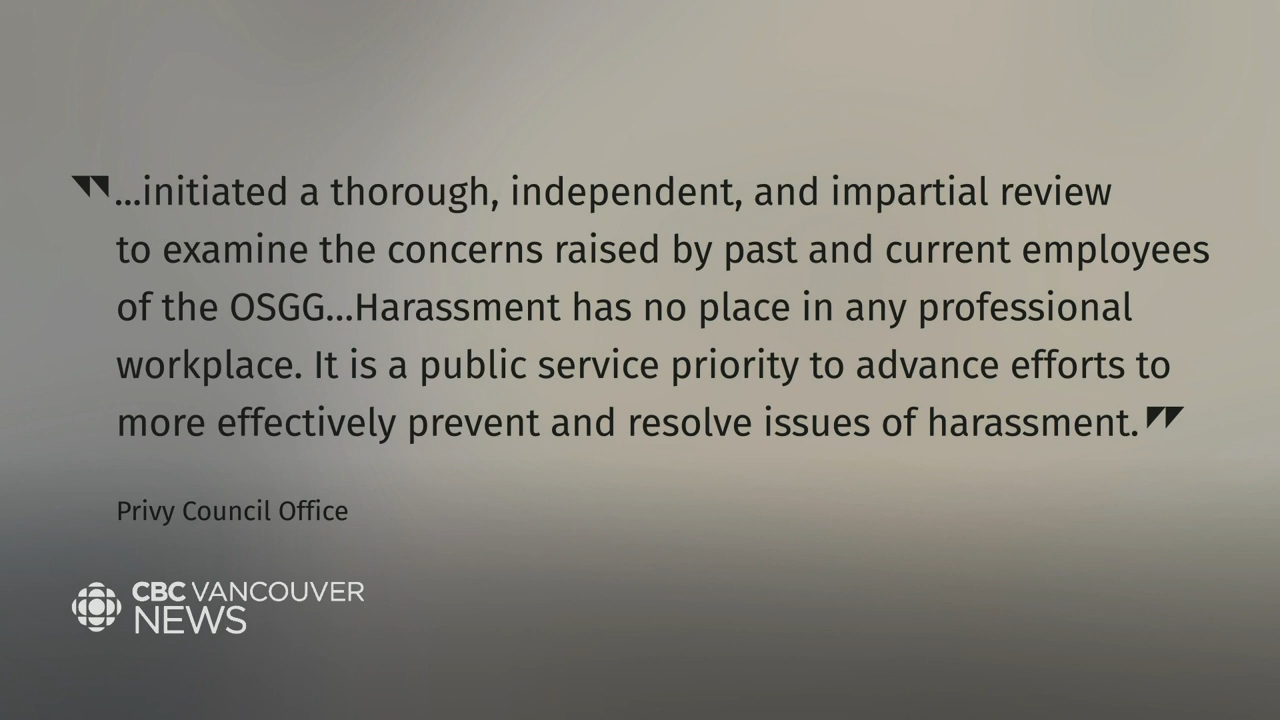 "...initiated a thorough, independent, and impartial review
to examine the concerns raised by past and current employees
of the OSGG...Harassment has no place in any professional
workplace. It is a public service priority to advance efforts to
more effectively prevent and resolve issues of harassment."
Privy Council Office
CBC VANCOUVER
NEWS